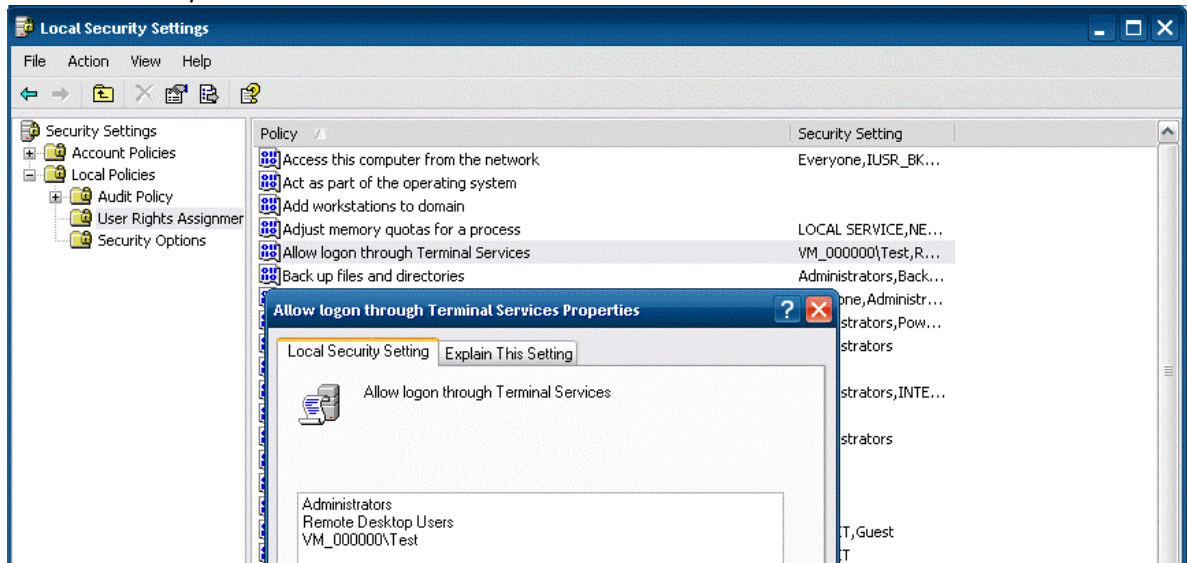 Local Security Settings
File Action View Help
Security Settings
Account Policies
Local Policies
Audit Policy
User Rights Assignmer
Security Options
Policy Security Setting
Access this computer from the network Everyone,IUSR_BK...
Act as part of the operating system
Add workstations to domain
Adjust memory quotas for a process LOCAL SERVICE,NE...
Allow logon through Terminal Services VM_000000\Test,R...
Back up files and directories Administrators,Back...
one,Administr...
strators,Pow...
strators
strators,INTE...
strators
IT,Guest
IT
Allow logon through Terminal Services Properties
Local Security Setting Explain This Setting
Allow logon through Terminal Services
Administrators
Remote Desktop Users
VM_000000\Test